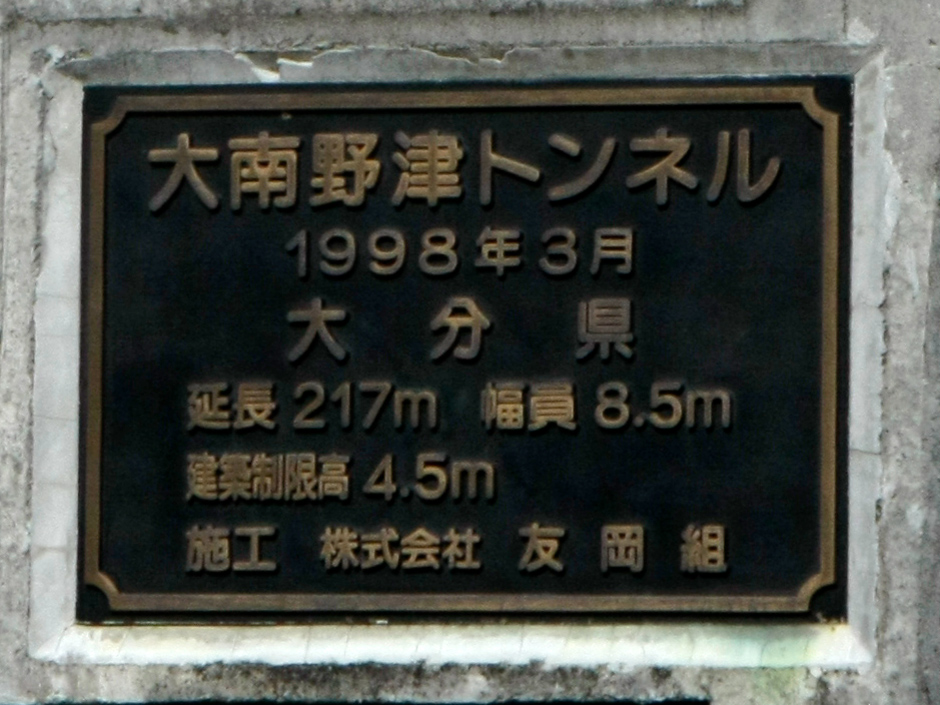 大南野津トンネル
1998年3月
大分県
延長 217m 幅員 8.5m
建築制限高 4.5m
施工 株式会社 友岡組